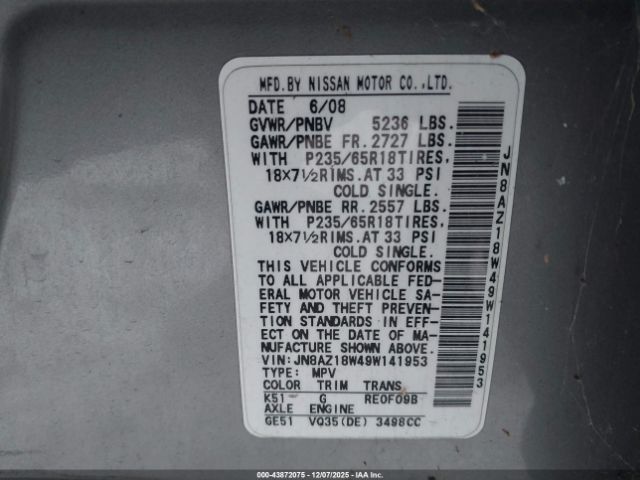 MFD.BY NISSAN MOTOR CO.,LTD.
DATE 6/08
GVWR/PNBV 5236 LBS.
GAWR/PNBE FR. 2727 LBS.
WITH P235/65R18TIRES,
18X7½RIMS.AT 33 PSI
COLD SINGLE.
GAWR/PNBE RR. 2557 LBS.
WITH P235/65R18TIRES,
18X7½RIMS.AT 33 PSI
COLD SINGLE.
THIS VEHICLE CONFORMS
TO ALL APPLICABLE FED-
ERAL MOTOR VEHICLE SA-
FETY AND THEFT PREVEN-
TION STANDARDS IN EFF-
ECT ON THE DATE OF MA-
NUFACTURE SHOWN ABOVE.
VIN:JN8AZ18W49W141953
TYPE: MPV
COLOR TRIM TRANS
K51 G RE0F09B
AXLE ENGINE
GE51 VQ35(DE) 3498CC
JN8AZ18W49W141953
000-43872075 - 12/07/2025 - IAAI.COM